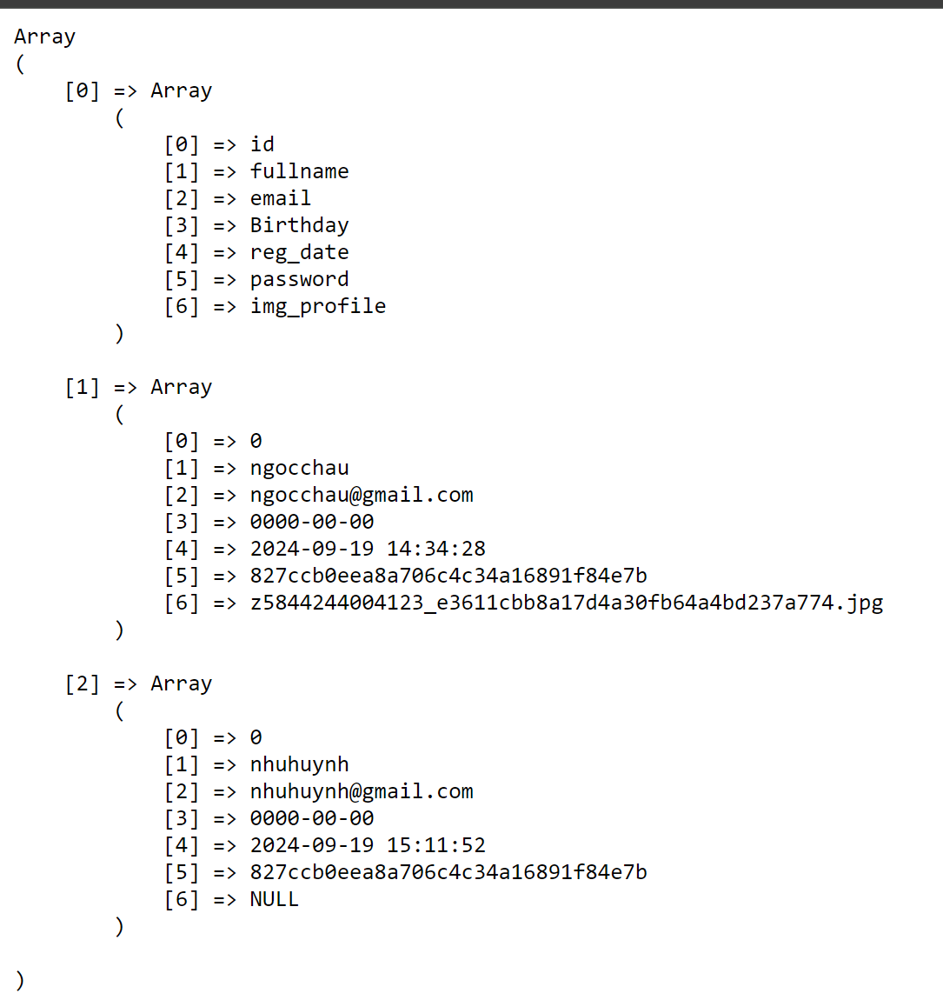 Array
(
    [0] => Array
        (
            [0] => id
            [1] => fullname
            [2] => email
            [3] => Birthday
            [4] => reg_date
            [5] => password
            [6] => img_profile
        )

    [1] => Array
        (
            [0] => 0
            [1] => ngocchau
            [2] => ngocchau@gmail.com
            [3] => 0000-00-00
            [4] => 2024-09-19 14:34:28
            [5] => 827ccb0eea8a706c4c34a16891f84e7b
            [6] => z5844244004123_e3611cbb8a17d4a30fb64a4bd237a774.jpg
        )

    [2] => Array
        (
            [0] => 0
            [1] => nhuhuynh
            [2] => nhuhuynh@gmail.com
            [3] => 0000-00-00
            [4] => 2024-09-19 15:11:52
            [5] => 827ccb0eea8a706c4c34a16891f84e7b
            [6] => NULL
        )

)